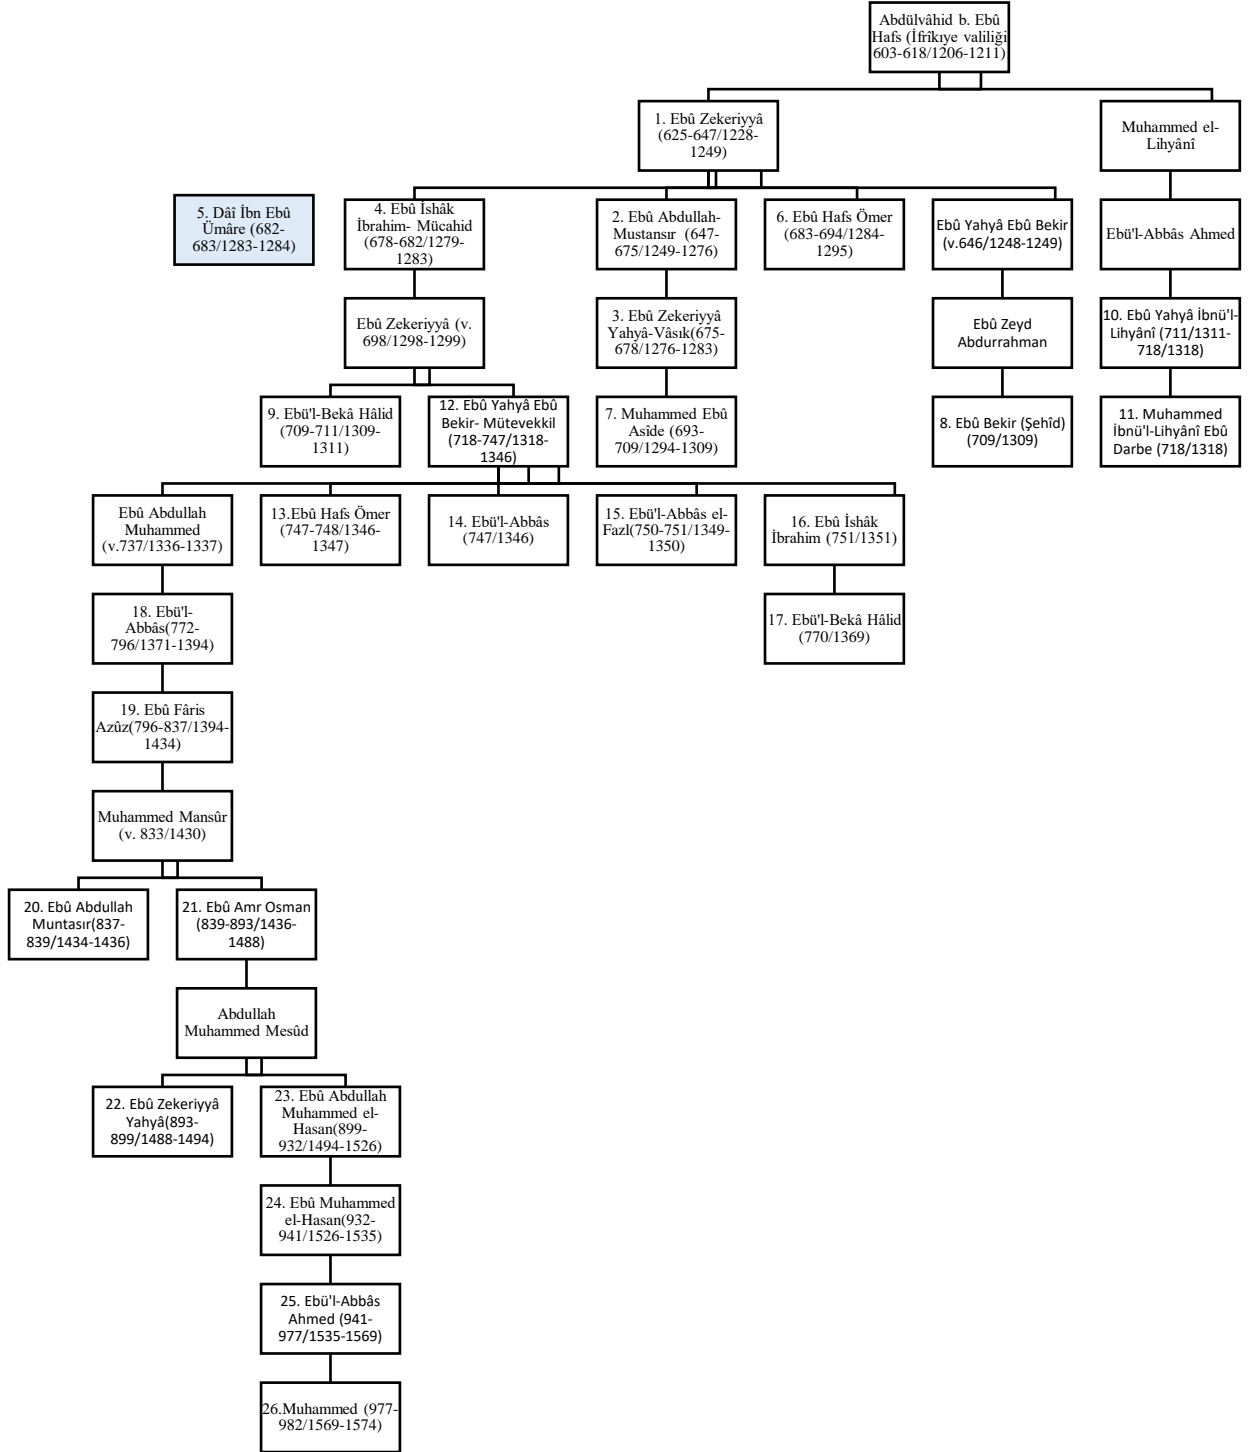 Abdülvâhid b. Ebû
Hafs (İfrîkıye valiliği
603-618/1206-1211)
1. Ebû Zekeriyyâ
(625-647/1228-
1249)
Muhammed el-
Lihyânî
5. Dâî İbn Ebû
Ümâre (682-
683/1283-1284)
4. Ebû İshâk
İbrahim- Mücahid
(678-682/1279-
1283)
2. Ebû Abdullah-
Mustansır (647-
675/1249-1276)
6. Ebû Hafs Ömer
(683-694/1284-
1295)
Ebû Yahyâ Ebû Bekir
(v.646/1248-1249)
Ebü'l-Abbâs Ahmed
Ebû Zekeriyyâ (v.
698/1298-1299)
3. Ebû Zekeriyyâ
Yahyâ-Vâsık(675-
678/1276-1283)
Ebû Zeyd
Abdurrahman
10. Ebû Yahyâ İbnü'l-
Lihyânî (711/1311-
718/1318)
9. Ebü'l-Bekâ Hâlid
(709-711/1309-
1311)
12. Ebû Yahyâ Ebû
Bekir- Mütevekkil
(718-747/1318-
1346)
7. Muhammed Ebû
Asîde (693-
709/1294-1309)
8. Ebû Bekir (Şehîd)
(709/1309)
11. Muhammed
İbnü'l-Lihyânî Ebû
Darbe (718/1318)
Ebû Abdullah
Muhammed
(v.737/1336-1337)
13.Ebû Hafs Ömer
(747-748/1346-
1347)
14. Ebü'l-Abbâs
(747/1346)
15. Ebü'l-Abbâs el-
Fazl(750-751/1349-
1350)
16. Ebû İshâk
İbrahim (751/1351)
18. Ebü'l-
Abbâs(772-
796/1371-1394)
17. Ebü'l-Bekâ Hâlid
(770/1369)
19. Ebû Fâris
Azûz(796-837/1394-
1434)
Muhammed Mansûr
(v. 833/1430)
20. Ebû Abdullah
Muntasır(837-
839/1434-1436)
21. Ebû Amr Osman
(839-893/1436-
1488)
Abdullah
Muhammed Mesûd
22. Ebû Zekeriyyâ
Yahyâ(893-
899/1488-1494)
23. Ebû Abdullah
Muhammed el-
Hasan(899-
932/1494-1526)
24. Ebû Muhammed
el-Hasan(932-
941/1526-1535)
25. Ebü'l-Abbâs
Ahmed (941-
977/1535-1569)
26.Muhammed (977-
982/1569-1574)